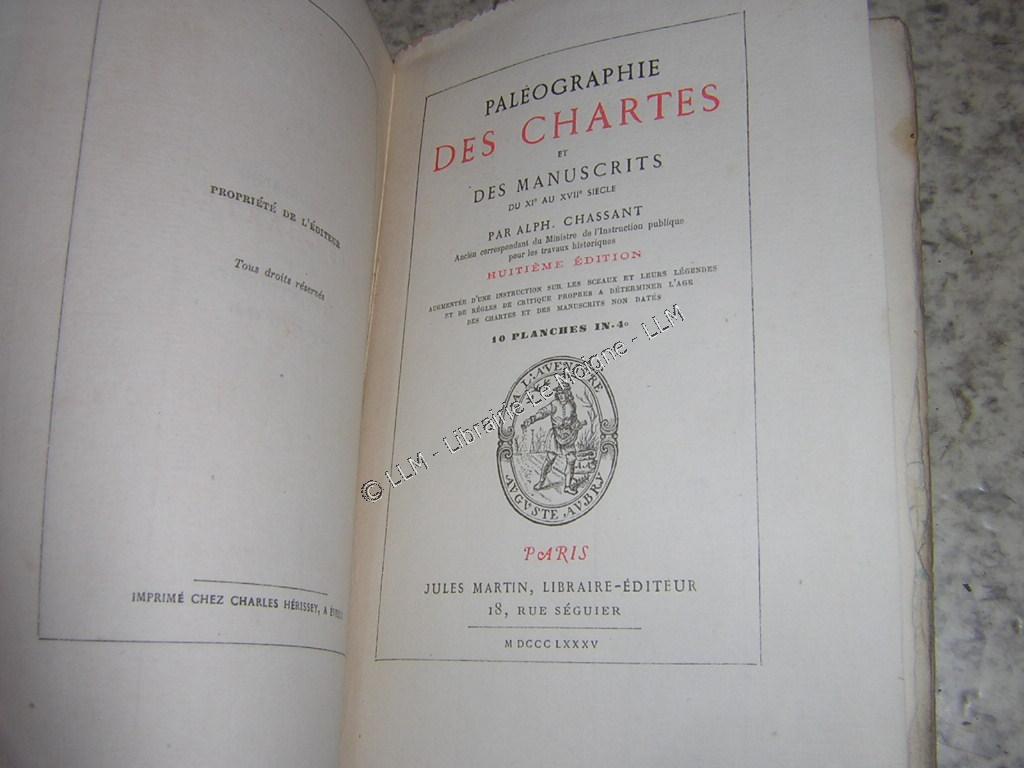 PROPRIÉTÉ DE L'ÉDITEUR
Tous droits réservés
IMPRIMÉ CHEZ CHARLES HÉRISSEY, A
PALÉOGRAPHIE
DES CHARTES
ET
DES MANUSCRITS
DU XIe AU XVIIe SIÈCLE
PAR ALPH. CHASSANT
Ancien correspondant du Ministre de l'Instruction publique
pour les travaux historiques
HUITIÈME ÉDITION
AUGMENTÉE D'UNE INSTRUCTION SUR LES SCEAUX ET LEURS LÉGENDES
ET DE RÈGLES DE CRITIQUE PROPRES A DÉTERMINER L'AGE
DES CHARTES ET DES MANUSCRITS NON DATÉS
10 PLANCHES IN-4o
A L'AVENTVRE
AVGVSTE AVBRY
PARIS
JULES MARTIN, LIBRAIRE-ÉDITEUR
18, RUE SÉGUIER
M DCCC LXXXV
© LLM - Librairie Le Moigne - LLM